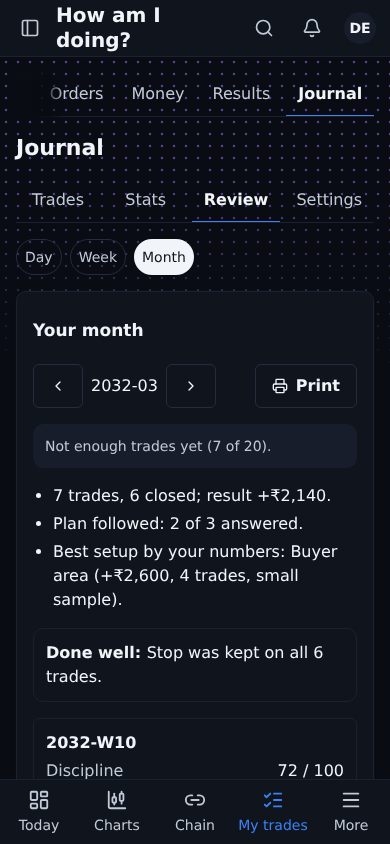 How am I
doing?
DE
Orders Money Results Journal
Journal
Trades Stats Review Settings
Day Week Month
Your month
2032-03
Print
Not enough trades yet (7 of 20).
• 7 trades, 6 closed; result +₹2,140.
• Plan followed: 2 of 3 answered.
• Best setup by your numbers: Buyer
area (+₹2,600, 4 trades, small
sample).
Done well: Stop was kept on all 6
trades.
2032-W10
Discipline 72 / 100
Today Charts Chain My trades More